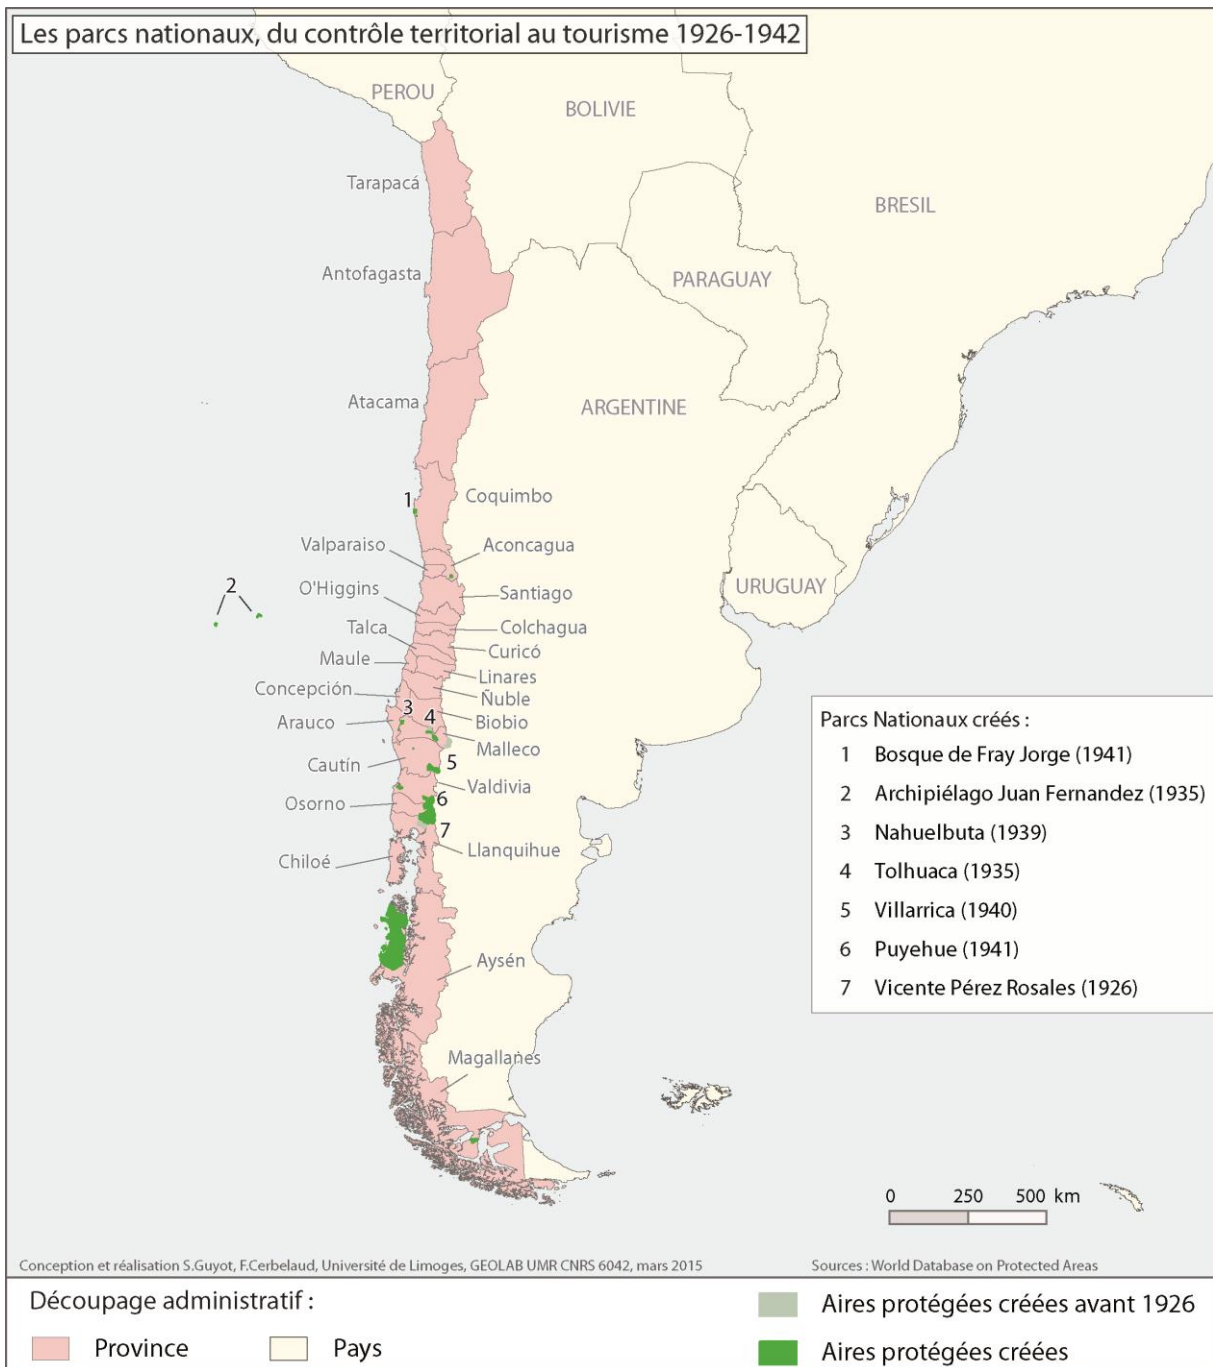 Les parcs nationaux, du contrôle territorial au tourisme 1926-1942
PEROU
BOLIVIE
Tarapacá
BRESIL
Antofagasta
PARAGUAY
Atacama
ARGENTINE
1
Coquimbo
Valparaiso
Aconcagua
2
O'Higgins
Santiago
URUGUAY
Talca
Colchagua
Maule
Curicó
Linares
Concepción
Ñuble
3
4
Arauco
Biobio
Malleco
Cautín
5
Valdivia
Osorno
6
7
Chiloé
Llanquihue
Aysén
Magallanes
Parcs Nationaux créés :
1 Bosque de Fray Jorge (1941)
2 Archipiélago Juan Fernandez (1935)
3 Nahuelbuta (1939)
4 Tolhuaca (1935)
5 Villarrica (1940)
6 Puyehue (1941)
7 Vicente Pérez Rosales (1926)
0 250 500 km
Conception et réalisation S.Guyot, F.Cerbelaud, Université de Limoges, GEOLAB UMR CNRS 6042, mars 2015
Sources : World Database on Protected Areas
Découpage administratif :
Province
Pays
Aires protégées créées avant 1926
Aires protégées créées